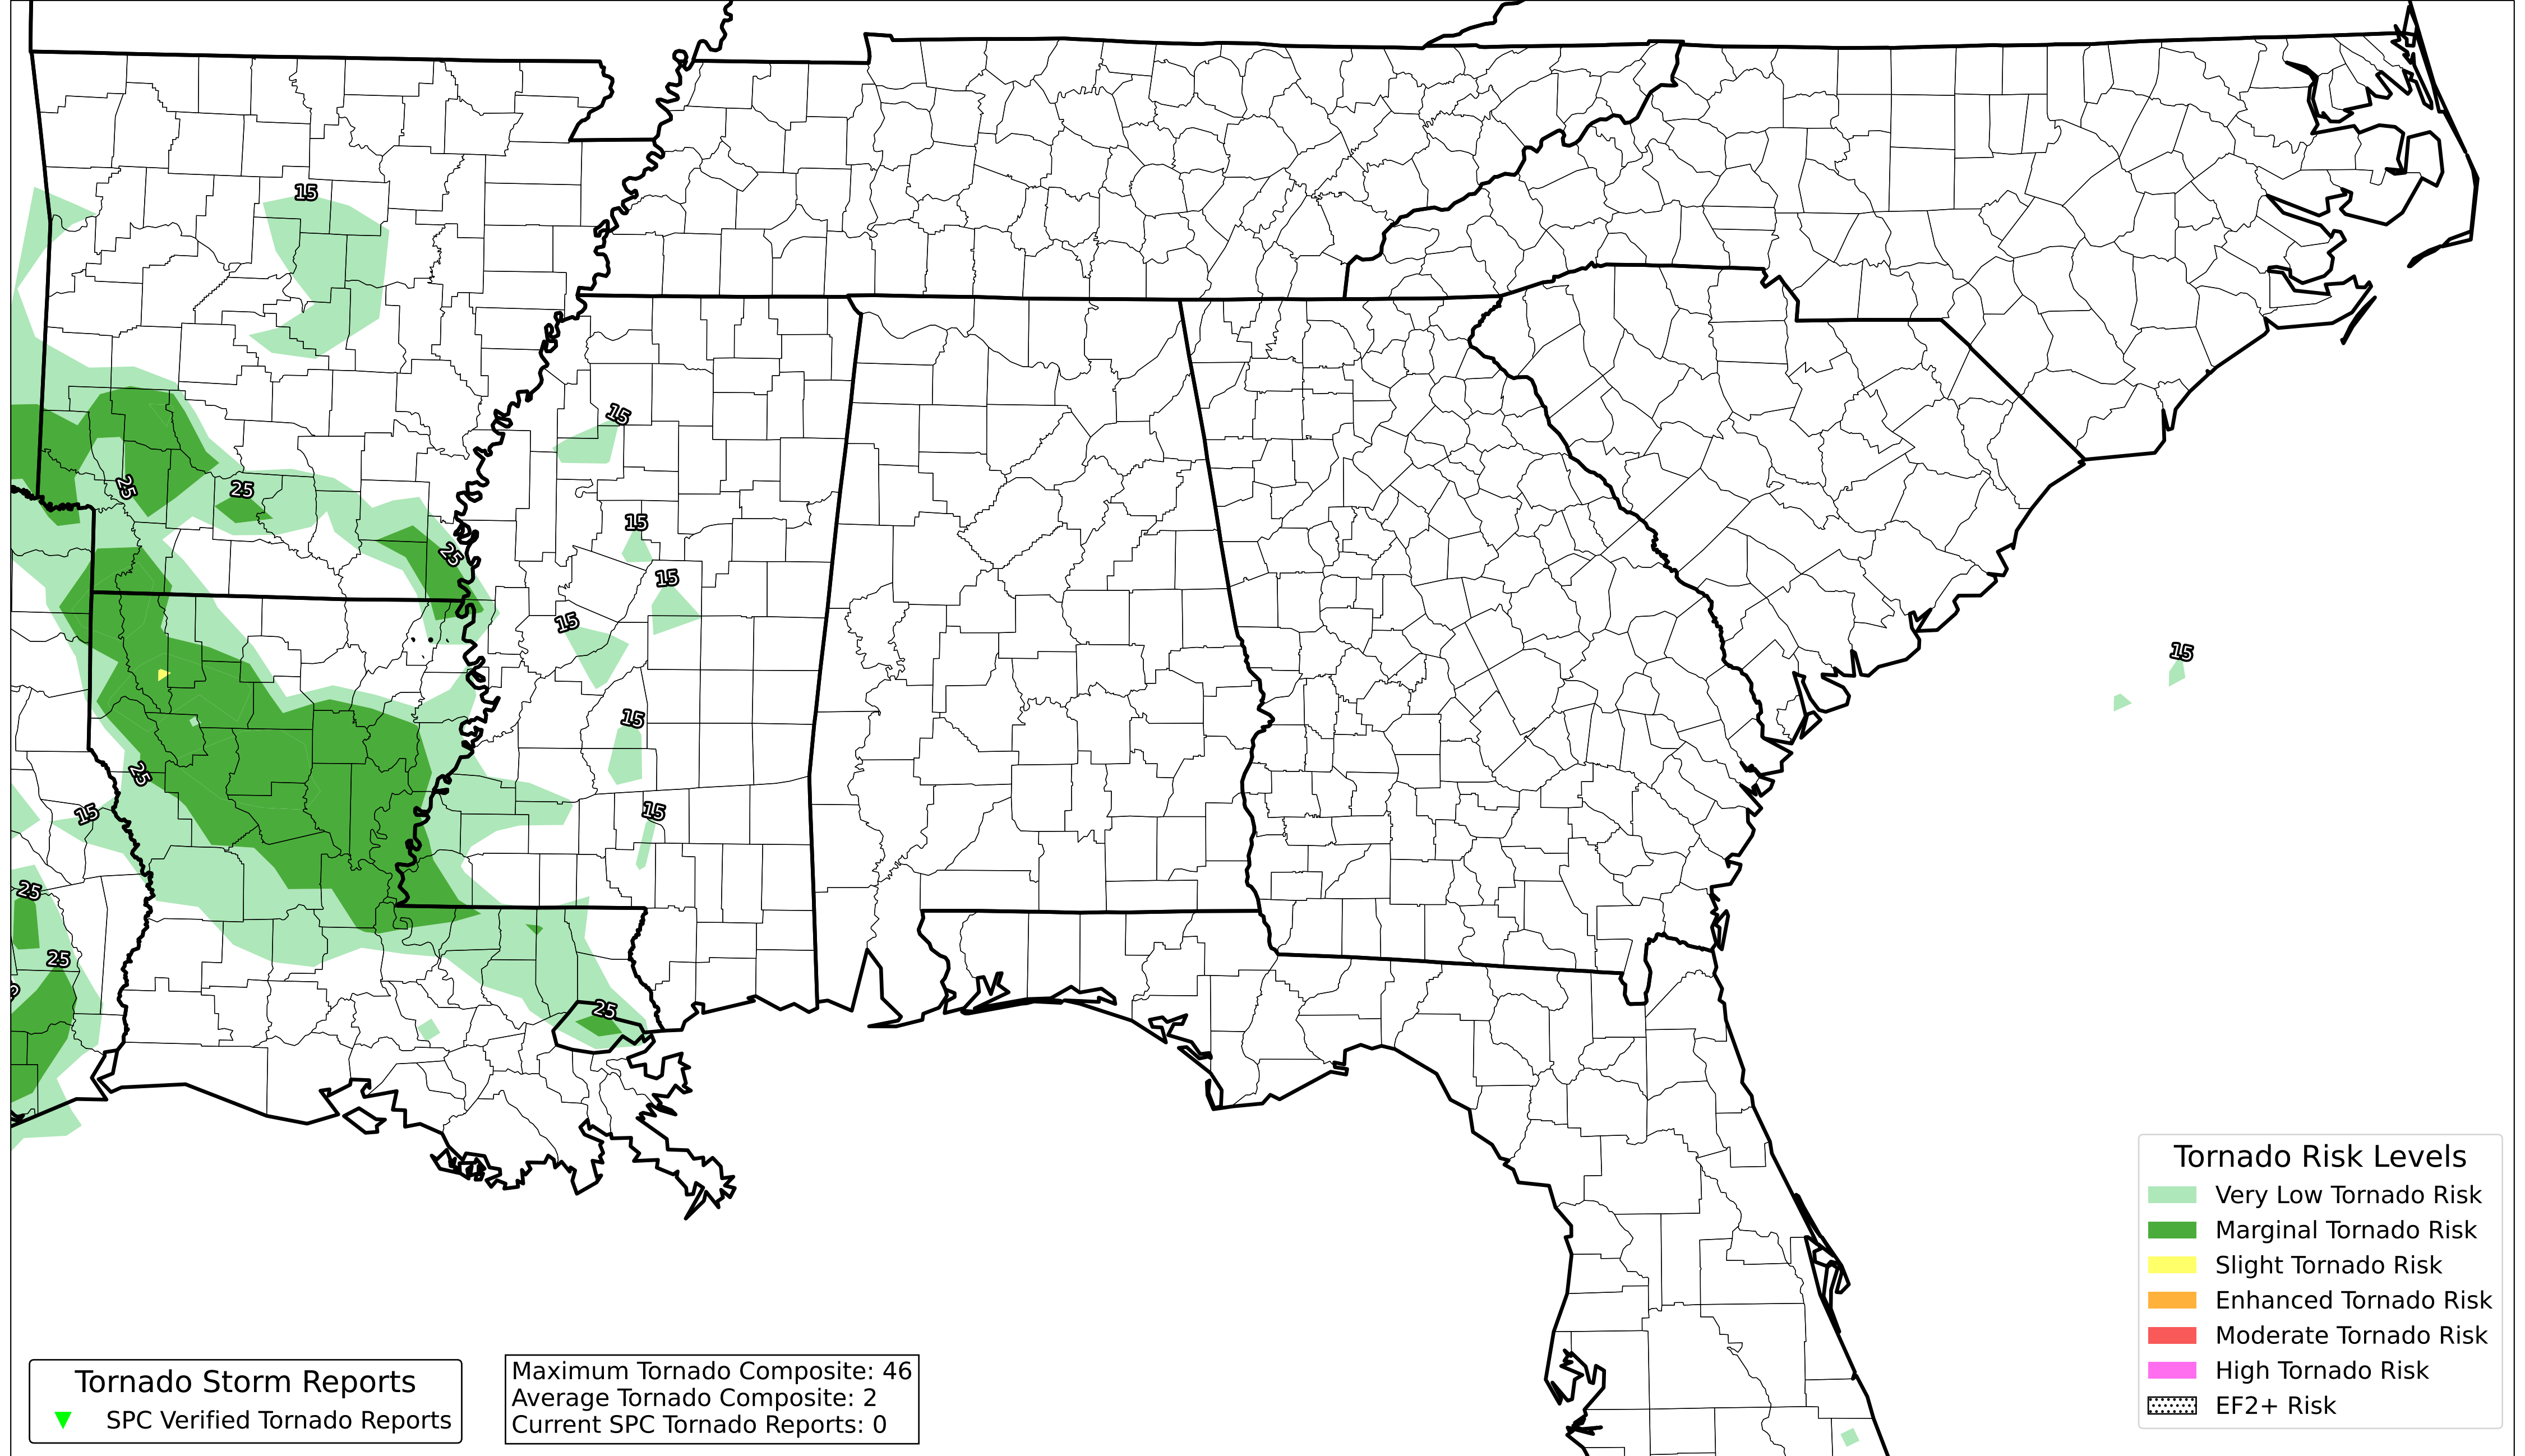 15
15
25
25
15
25
15
15
15
15
25
15
15
25
25
25
Tornado Risk Levels
Very Low Tornado Risk
Marginal Tornado Risk
Slight Tornado Risk
Enhanced Tornado Risk
Moderate Tornado Risk
High Tornado Risk
EF2+ Risk
Tornado Storm Reports
SPC Verified Tornado Reports
Maximum Tornado Composite: 46
Average Tornado Composite: 2
Current SPC Tornado Reports: 0